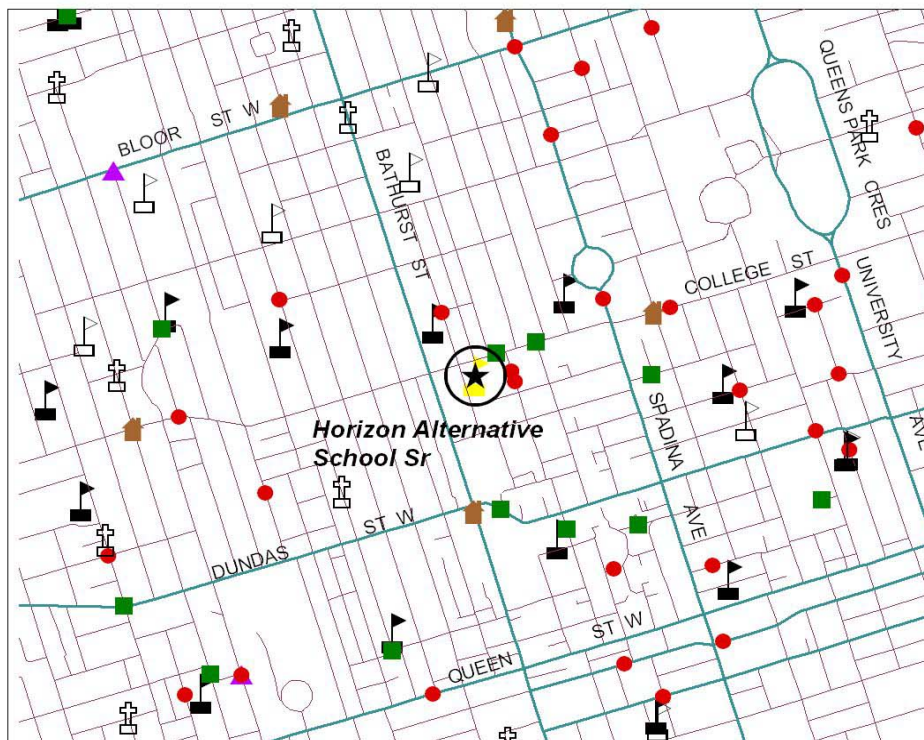 BLOOR ST W
BATHURST ST
QUEENS PARK CRES
COLLEGE ST
UNIVERSITY
AVE
Horizon Alternative
School Sr
SPADINA
AVE
DUNDAS ST W
QUEEN ST W